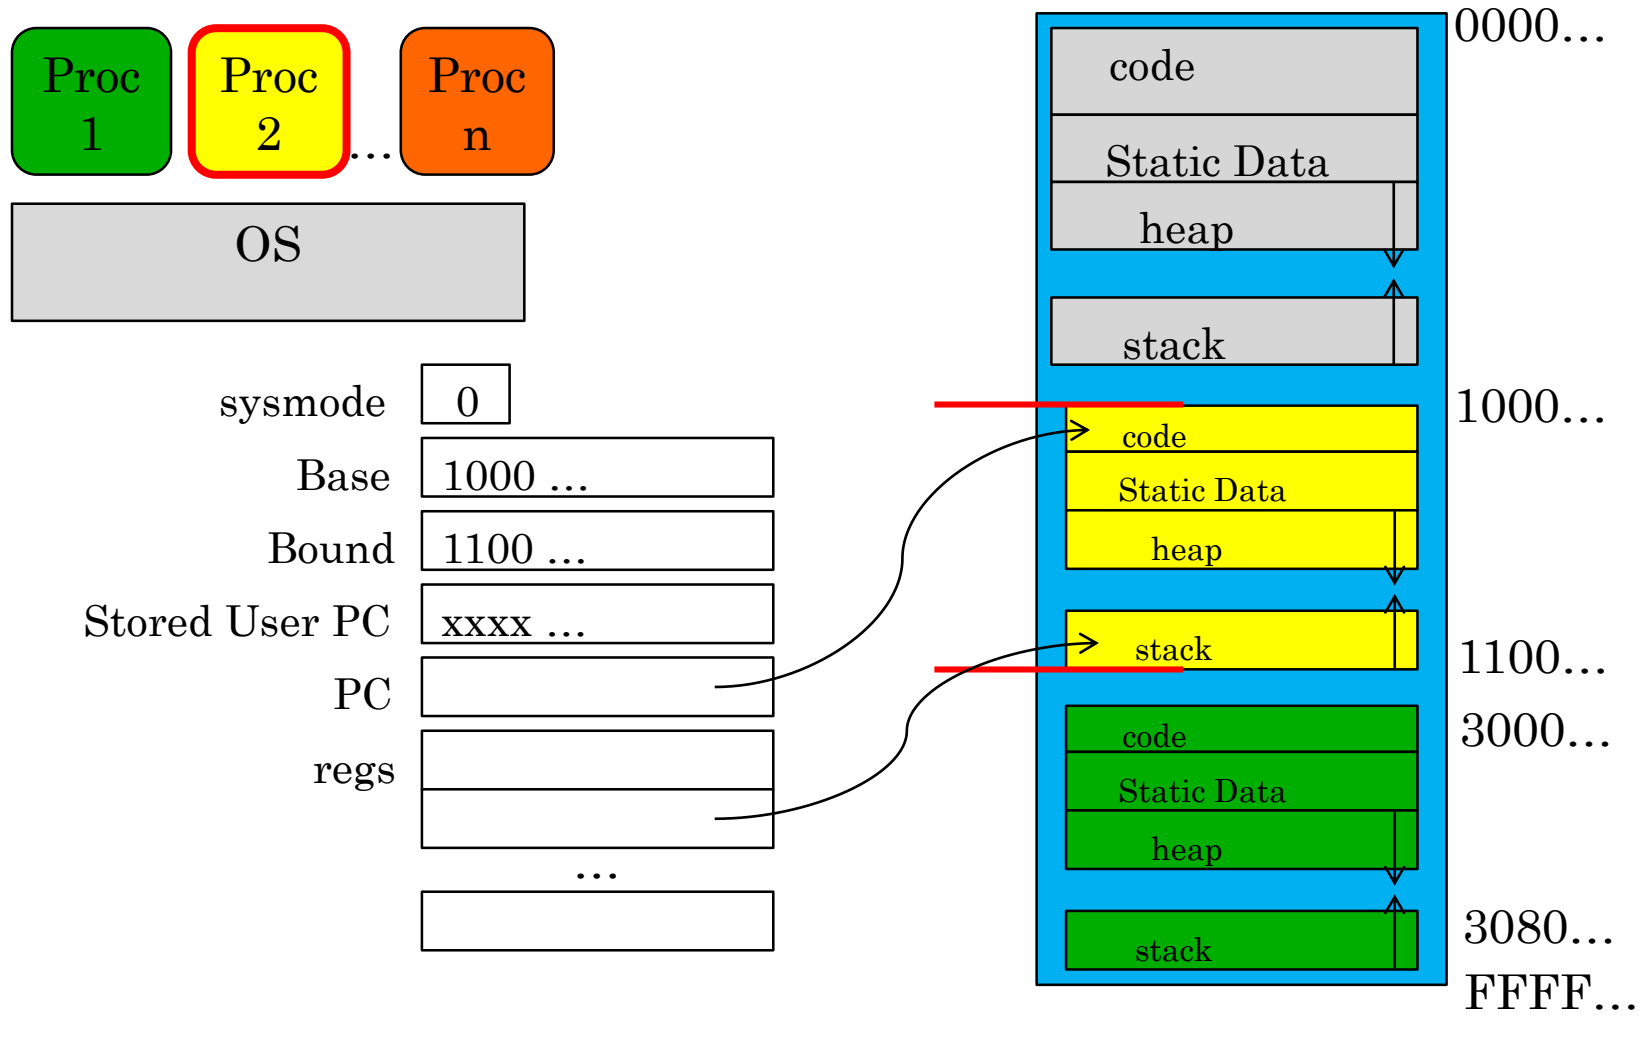 Proc
1
Proc
2
...
Proc
n
OS
sysmode 0
Base 1000 ...
Bound 1100 ...
Stored User PC xxxx ...
PC
regs
...
0000...
code
Static Data
heap
stack
1000...
code
Static Data
heap
stack
1100...
3000...
code
Static Data
heap
stack
3080...
FFFF...